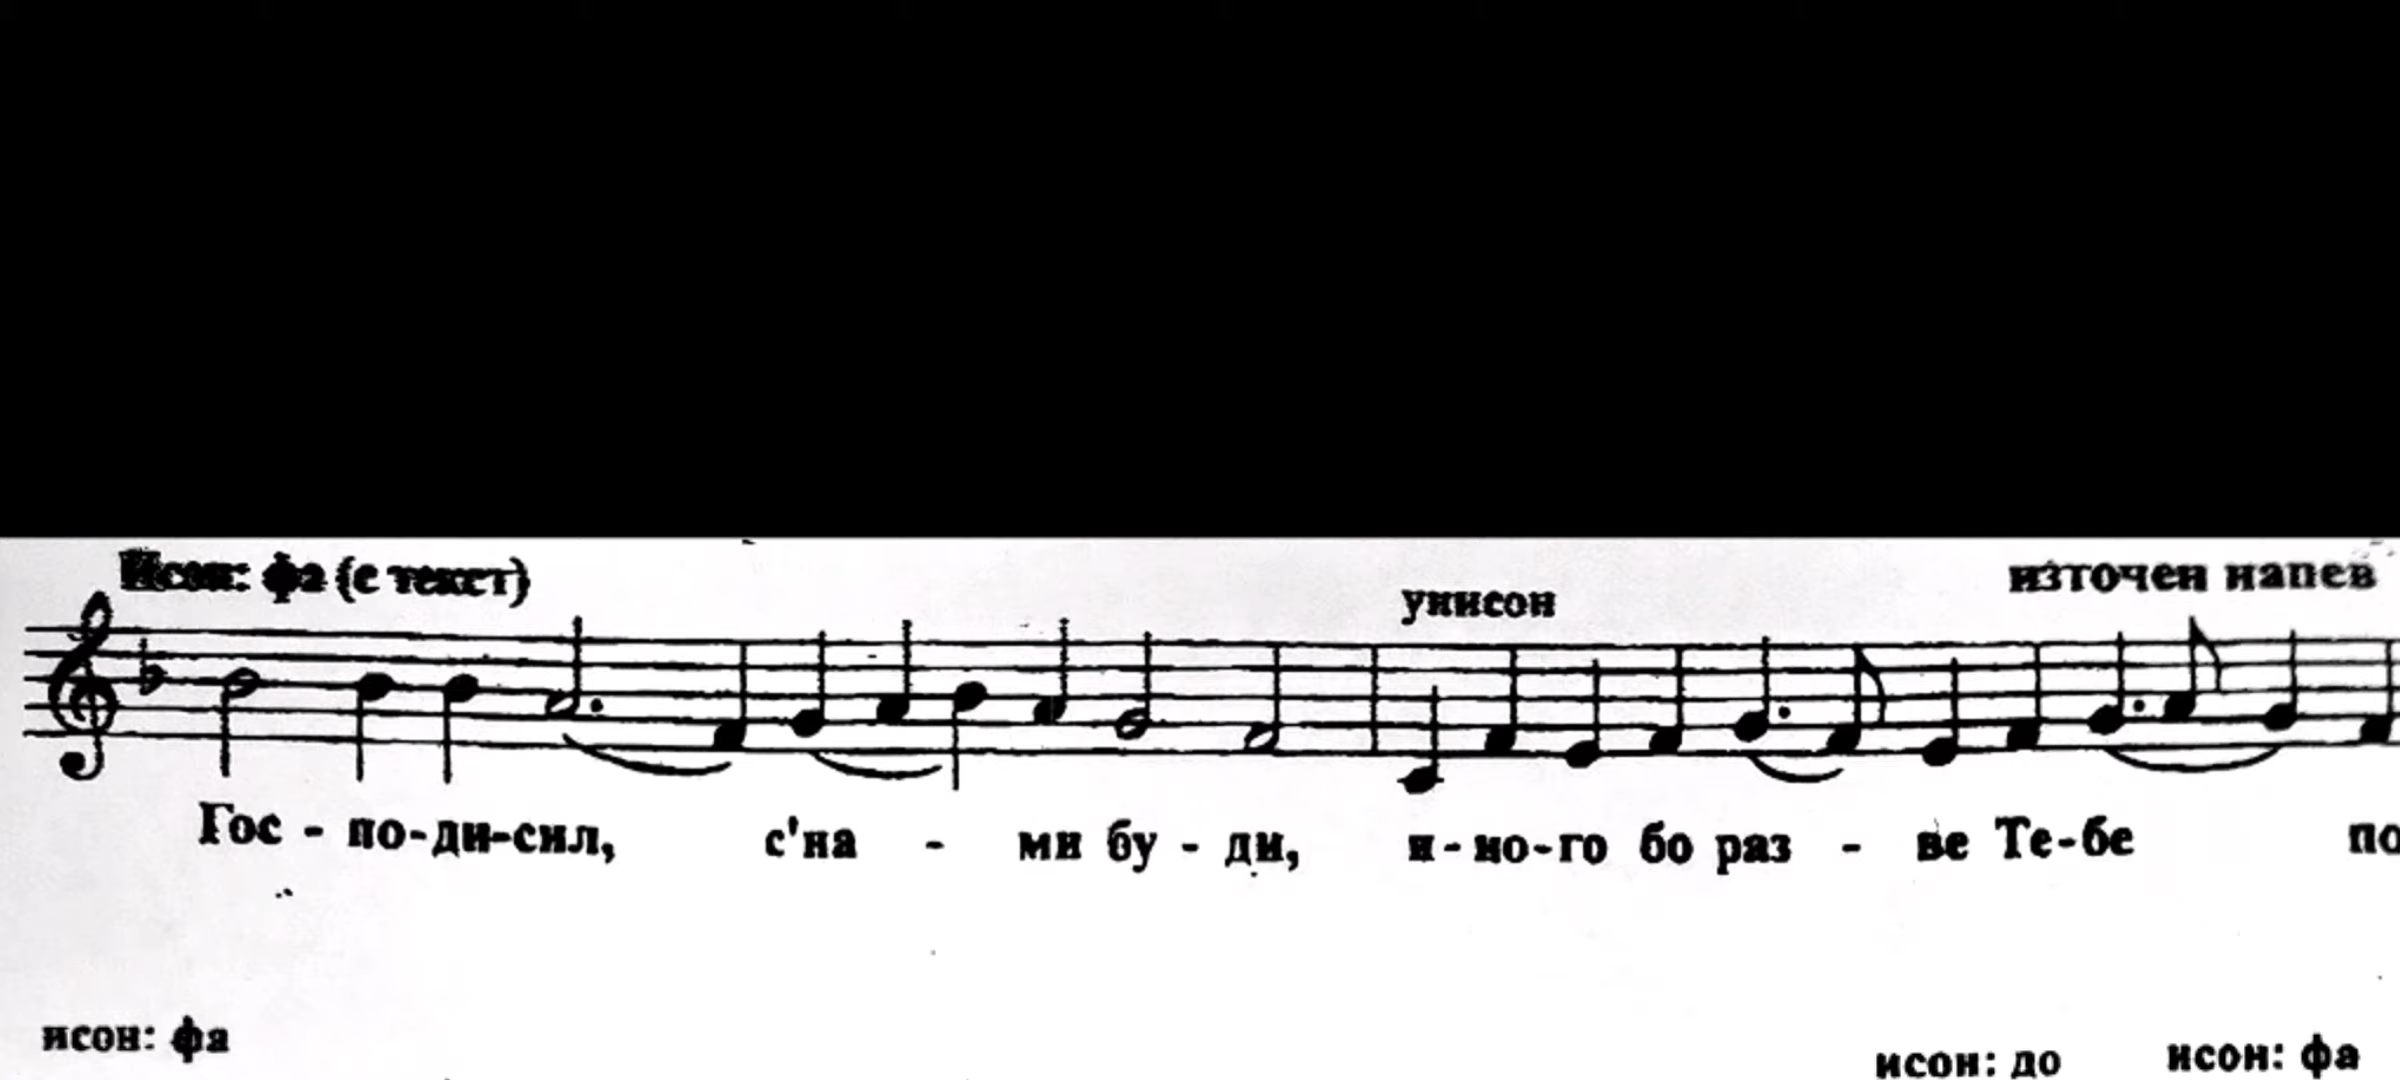 Исон: фа (с текст)
източен напев
унисон
Гос - по-ди-сил, с'на - ми бу - ди, и-но-го бо раз - ве Те-бе по
исон: фа
исон: до исон: фа